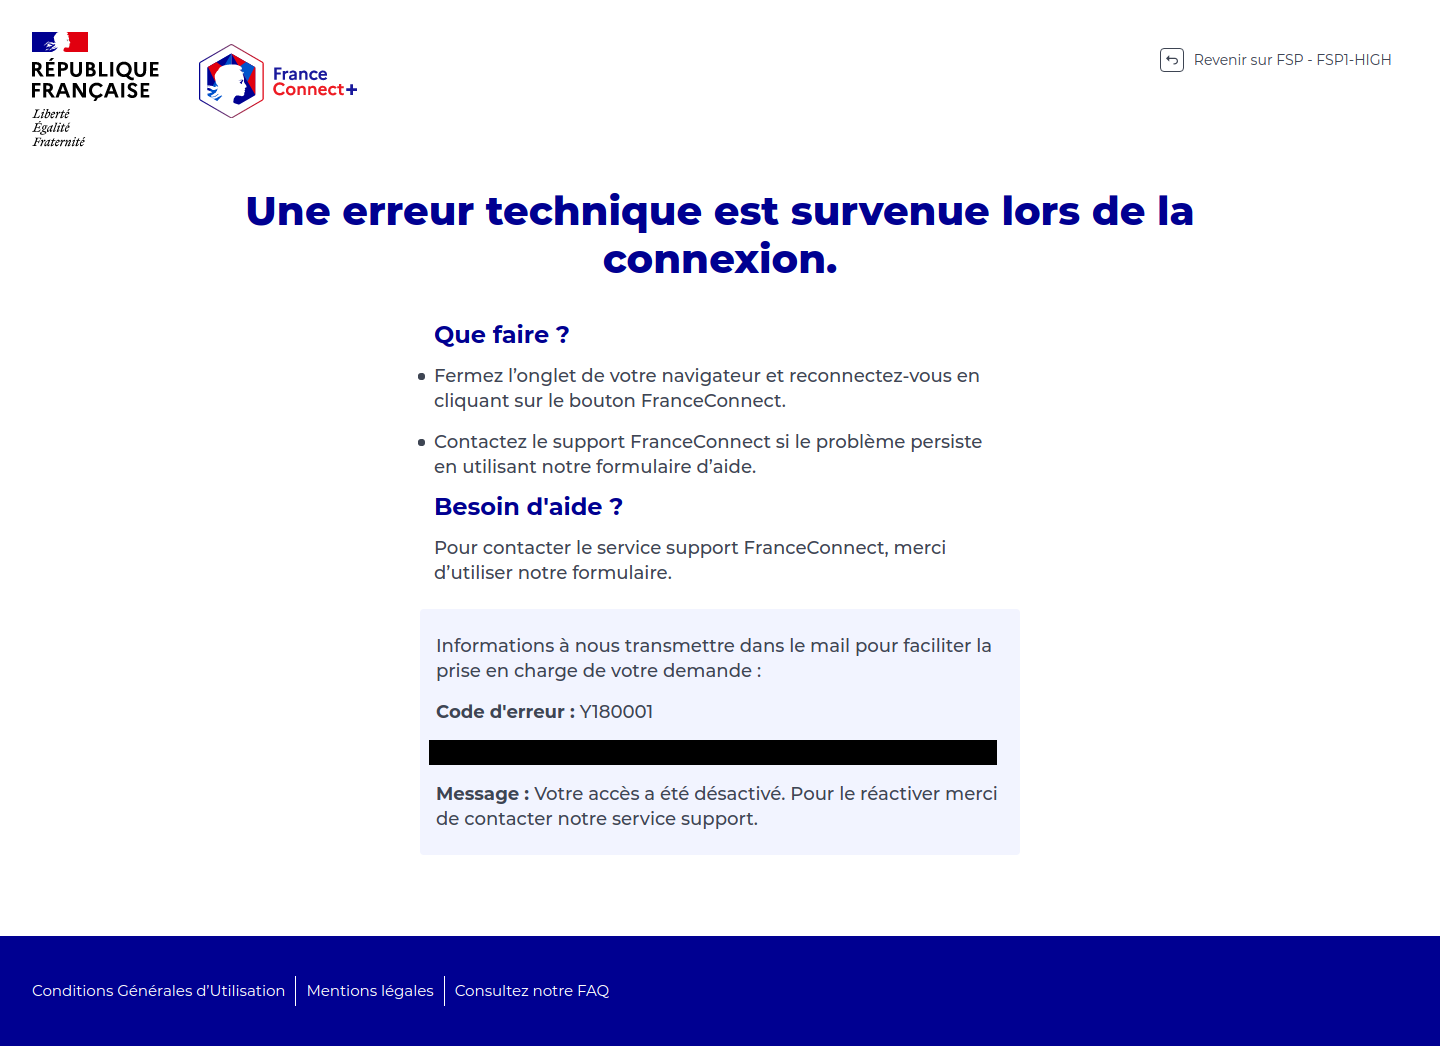 RÉPUBLIQUE
FRANÇAISE
Liberté
Égalité
Fraternité
France
Connect+
Revenir sur FSP - FSP1-HIGH
Une erreur technique est survenue lors de la
connexion.
Que faire ?
Fermez l’onglet de votre navigateur et reconnectez-vous en
cliquant sur le bouton FranceConnect.
Contactez le support FranceConnect si le problème persiste
en utilisant notre formulaire d’aide.
Besoin d'aide ?
Pour contacter le service support FranceConnect, merci
d’utiliser notre formulaire.
Informations à nous transmettre dans le mail pour faciliter la
prise en charge de votre demande :
Code d'erreur : Y180001
Message : Votre accès a été désactivé. Pour le réactiver merci
de contacter notre service support.
Conditions Générales d’Utilisation
Mentions légales
Consultez notre FAQ